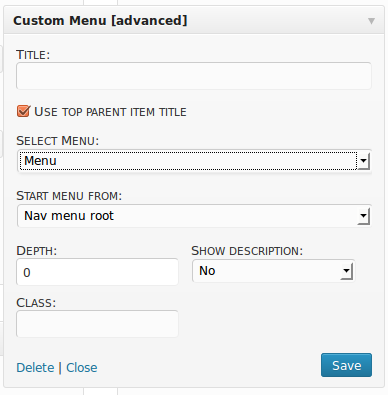 Custom Menu [advanced]
Title:
Use top parent item title
Select Menu:
Menu
Start menu from:
Nav menu root
Depth: Show description:
0 No
Class:
Delete | Close Save